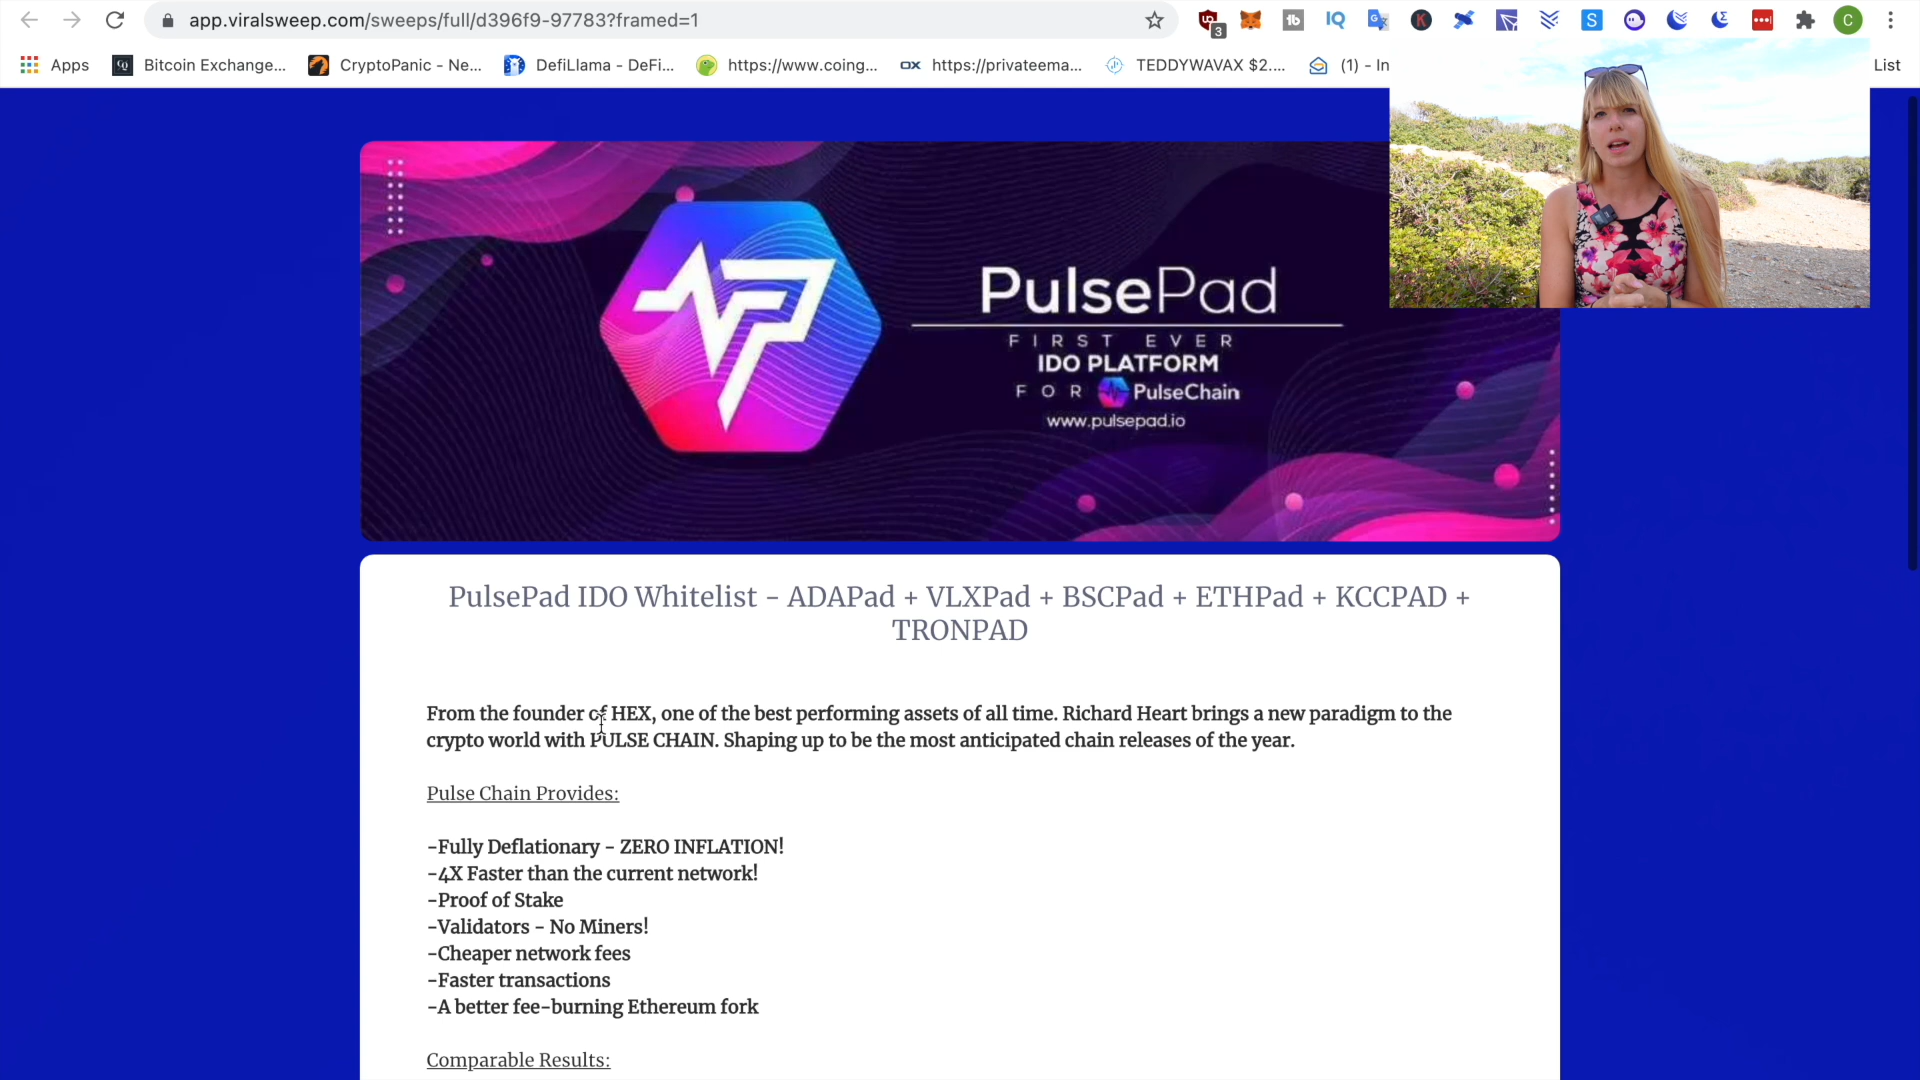 app.viralsweep.com/sweeps/full/d396f9-97783?framed=1
3
C
Apps
Bitcoin Exchange...
CryptoPanic - Ne...
DefiLlama - DeFi...
https://www.coing...
https://privateema...
TEDDYWAVAX $2....
(1) - In
List
PulsePad
FIRST EVER
IDO PLATFORM
FOR PulseChain
www.pulsepad.io
PulsePad IDO Whitelist - ADAPad + VLXPad + BSCPad + ETHPad + KCCPAD +
TRONPAD
From the founder of HEX, one of the best performing assets of all time. Richard Heart brings a new paradigm to the
crypto world with PULSE CHAIN. Shaping up to be the most anticipated chain releases of the year.
Pulse Chain Provides:
-Fully Deflationary - ZERO INFLATION!
-4X Faster than the current network!
-Proof of Stake
-Validators - No Miners!
-Cheaper network fees
-Faster transactions
-A better fee-burning Ethereum fork
Comparable Results: